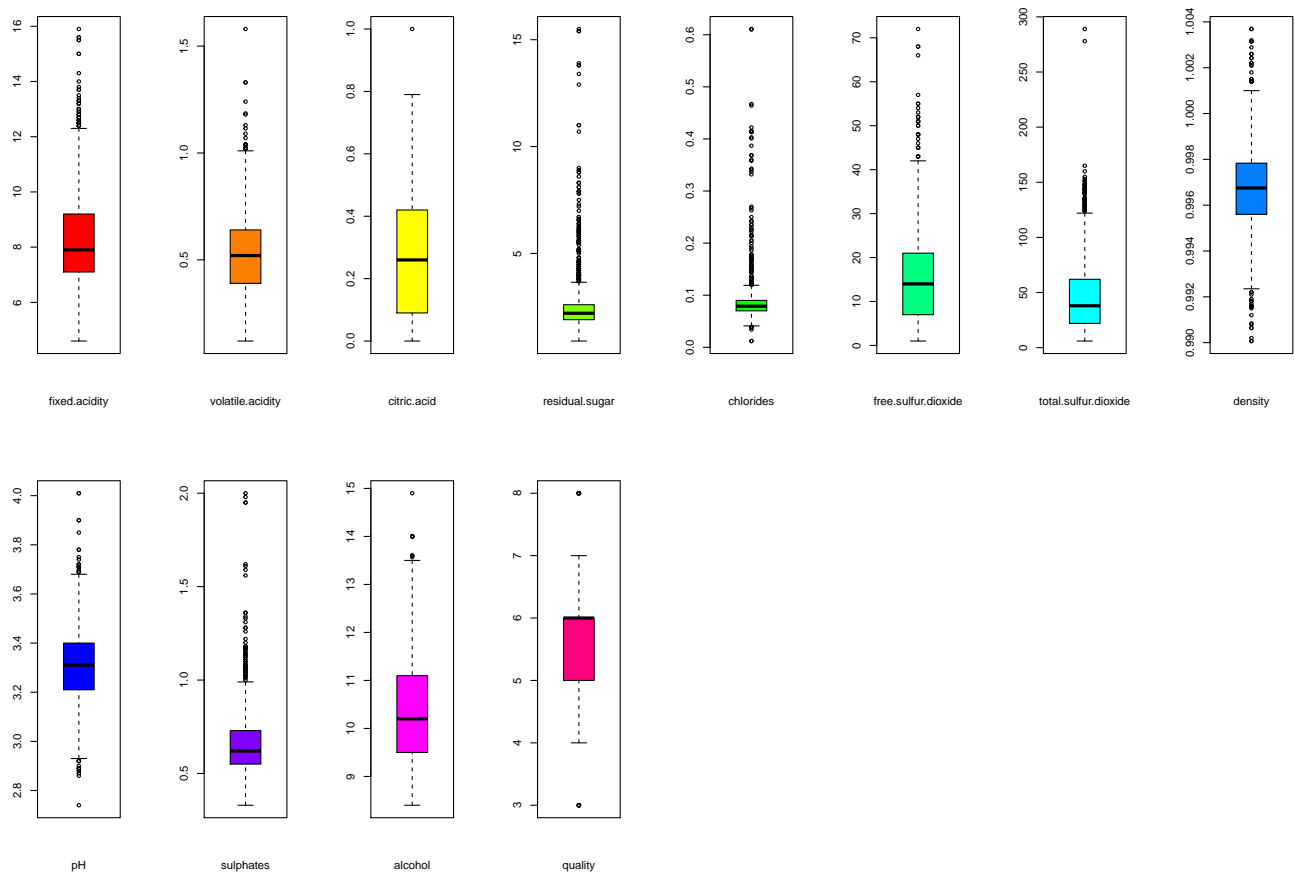 6 8 10 12 14 16
0.5 1.0 1.5
0.0 0.2 0.4 0.6 0.8 1.0
5 10 15
0.0 0.1 0.2 0.3 0.4 0.5 0.6
0 10 20 30 40 50 60 70
0 50 100 150 200 250 300
0.990 0.992 0.994 0.996 0.998 1.000 1.002 1.004
fixed.acidity
volatile.acidity
citric.acid
residual.sugar
chlorides
free.sulfur.dioxide
total.sulfur.dioxide
density
2.8 3.0 3.2 3.4 3.6 3.8 4.0
0.5 1.0 1.5 2.0
9 10 11 12 13 14 15
3 4 5 6 7 8
pH
sulphates
alcohol
quality